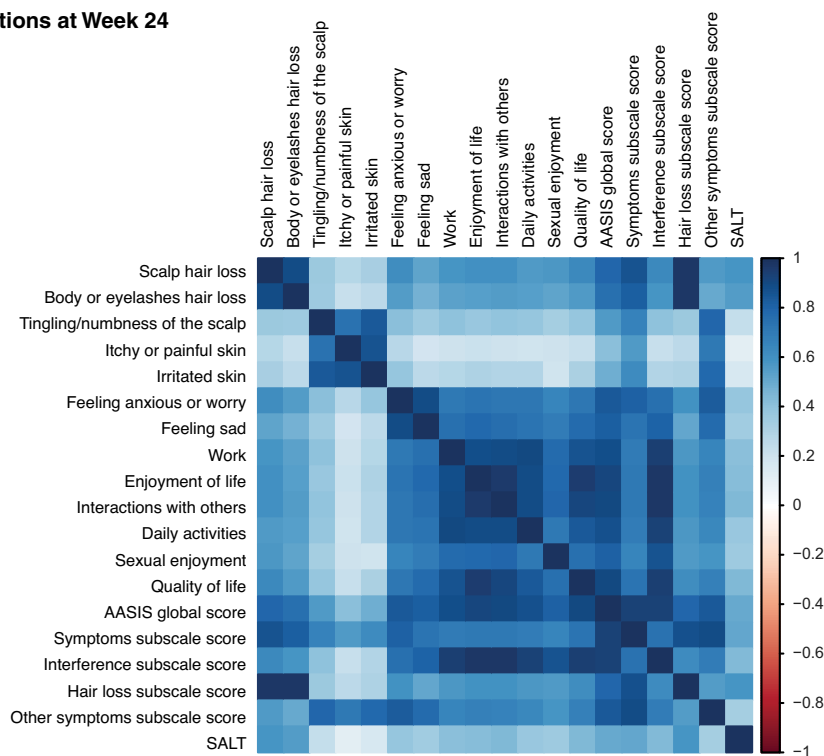 tions at Week 24
Scalp hair loss
Body or eyelashes hair loss
Tingling/numbness of the scalp
Itchy or painful skin
Irritated skin
Feeling anxious or worry
Feeling sad
Work
Enjoyment of life
Interactions with others
Daily activities
Sexual enjoyment
Quality of life
AASIS global score
Symptoms subscale score
Interference subscale score
Hair loss subscale score
Other symptoms subscale score
SALT
Scalp hair loss
Body or eyelashes hair loss
Tingling/numbness of the scalp
Itchy or painful skin
Irritated skin
Feeling anxious or worry
Feeling sad
Work
Enjoyment of life
Interactions with others
Daily activities
Sexual enjoyment
Quality of life
AASIS global score
Symptoms subscale score
Interference subscale score
Hair loss subscale score
Other symptoms subscale score
SALT
1
0.8
0.6
0.4
0.2
0
−0.2
−0.4
−0.6
−0.8
−1